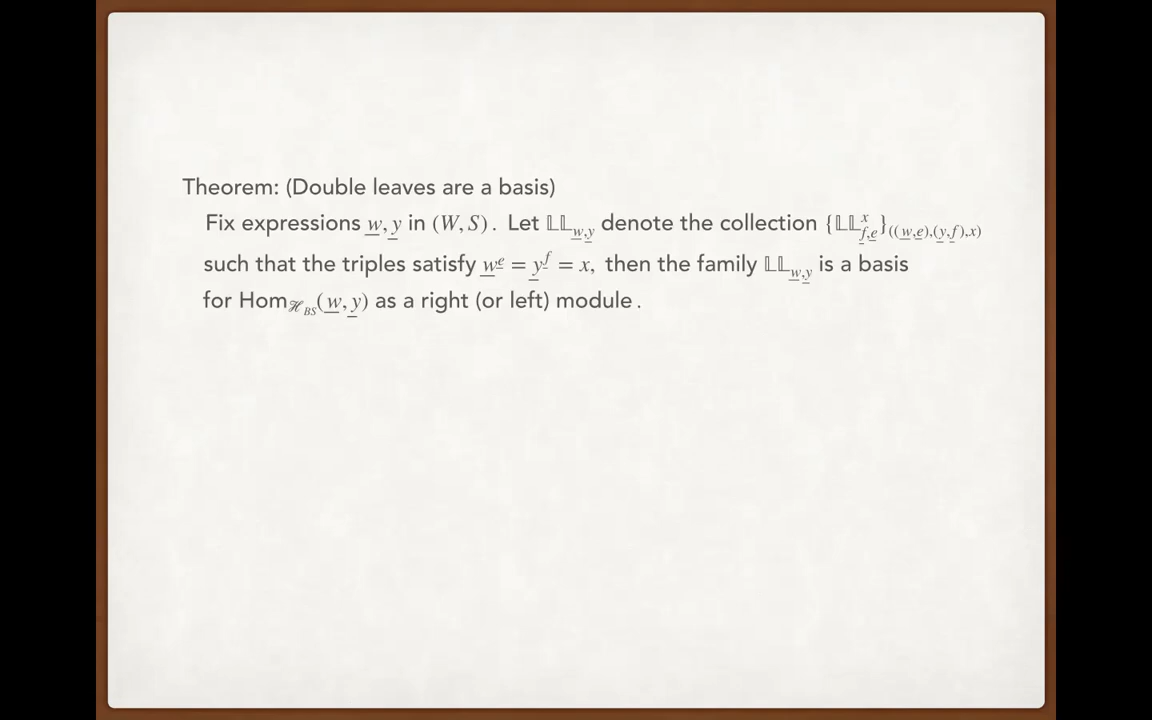 Theorem: (Double leaves are a basis)
Fix expressions w̲, y̲ in (W, S). Let 𝕃𝕃_{w̲,y̲} denote the collection {𝕃𝕃^x_{f̲,e̲}}_{((w̲,e̲),(y̲,f̲),x)}
such that the triples satisfy w̲^{e̲} = y̲^{f̲} = x, then the family 𝕃𝕃_{w̲,y̲} is a basis
for Hom_{ℋ_{BS}}(w̲, y̲) as a right (or left) module.